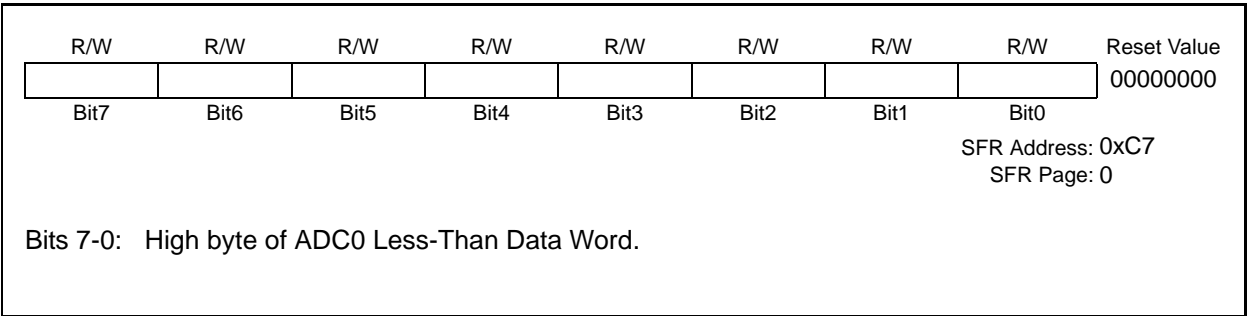 R/W R/W R/W R/W R/W R/W R/W R/W Reset Value
00000000
Bit7 Bit6 Bit5 Bit4 Bit3 Bit2 Bit1 Bit0
SFR Address: 0xC7
SFR Page: 0
Bits 7-0: High byte of ADC0 Less-Than Data Word.